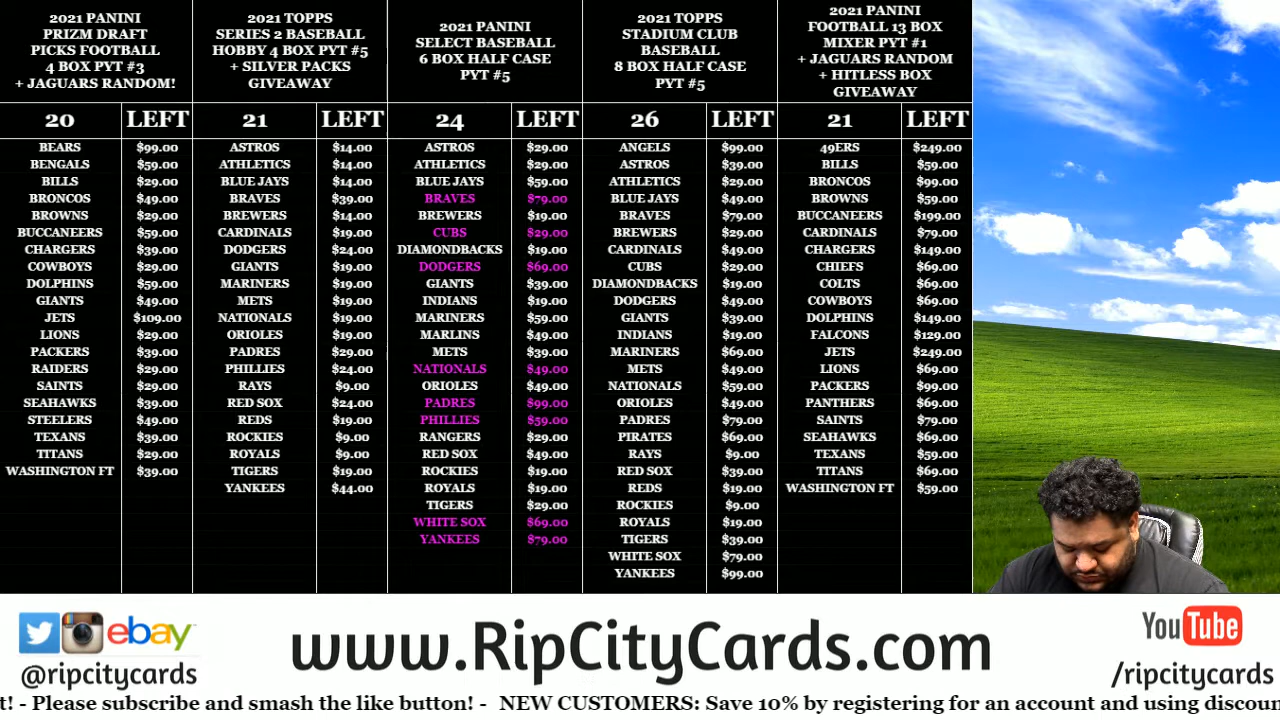 2021 PANINI
PRIZM DRAFT
PICKS FOOTBALL
4 BOX PYT #3
+ JAGUARS RANDOM!
20 LEFT
BEARS $99.00
BENGALS $59.00
BILLS $29.00
BRONCOS $49.00
BROWNS $29.00
BUCCANEERS $59.00
CHARGERS $39.00
COWBOYS $29.00
DOLPHINS $59.00
GIANTS $49.00
JETS $109.00
LIONS $29.00
PACKERS $39.00
RAIDERS $29.00
SAINTS $29.00
SEAHAWKS $39.00
STEELERS $49.00
TEXANS $39.00
TITANS $29.00
WASHINGTON FT $39.00
2021 TOPPS
SERIES 2 BASEBALL
HOBBY 4 BOX PYT #5
+ SILVER PACKS
GIVEAWAY
21 LEFT
ASTROS $14.00
ATHLETICS $14.00
BLUE JAYS $14.00
BRAVES $39.00
BREWERS $14.00
CARDINALS $19.00
DODGERS $24.00
GIANTS $19.00
MARINERS $19.00
METS $19.00
NATIONALS $19.00
ORIOLES $19.00
PADRES $29.00
PHILLIES $24.00
RAYS $9.00
RED SOX $24.00
REDS $19.00
ROCKIES $9.00
ROYALS $9.00
TIGERS $19.00
YANKEES $44.00
2021 PANINI
SELECT BASEBALL
6 BOX HALF CASE
PYT #5
24 LEFT
ASTROS $29.00
ATHLETICS $29.00
BLUE JAYS $59.00
BRAVES $79.00
BREWERS $19.00
CUBS $29.00
DIAMONDBACKS $19.00
DODGERS $69.00
GIANTS $39.00
INDIANS $19.00
MARINERS $59.00
MARLINS $49.00
METS $39.00
NATIONALS $49.00
ORIOLES $49.00
PADRES $99.00
PHILLIES $59.00
RANGERS $29.00
RED SOX $49.00
ROCKIES $19.00
ROYALS $19.00
TIGERS $29.00
WHITE SOX $69.00
YANKEES $79.00
2021 TOPPS
STADIUM CLUB
BASEBALL
8 BOX HALF CASE
PYT #5
26 LEFT
ANGELS $99.00
ASTROS $39.00
ATHLETICS $29.00
BLUE JAYS $49.00
BRAVES $79.00
BREWERS $29.00
CARDINALS $49.00
CUBS $29.00
DIAMONDBACKS $19.00
DODGERS $49.00
GIANTS $39.00
INDIANS $19.00
MARINERS $69.00
METS $49.00
NATIONALS $59.00
ORIOLES $49.00
PADRES $79.00
PIRATES $69.00
RAYS $9.00
RED SOX $39.00
REDS $19.00
ROCKIES $9.00
ROYALS $19.00
TIGERS $39.00
WHITE SOX $79.00
YANKEES $99.00
2021 PANINI
FOOTBALL 13 BOX
MIXER PYT #1
+ JAGUARS RANDOM
+ HITLESS BOX
GIVEAWAY
21 LEFT
49ERS $249.00
BILLS $59.00
BRONCOS $99.00
BROWNS $59.00
BUCCANEERS $199.00
CARDINALS $79.00
CHARGERS $149.00
CHIEFS $69.00
COLTS $69.00
COWBOYS $69.00
DOLPHINS $149.00
FALCONS $129.00
JETS $249.00
LIONS $69.00
PACKERS $99.00
PANTHERS $69.00
SAINTS $79.00
SEAHAWKS $69.00
TEXANS $59.00
TITANS $69.00
WASHINGTON FT $59.00
ebay
@ripcitycards
www.RipCityCards.com
YouTube
/ripcitycards
t! - Please subscribe and smash the like button! - NEW CUSTOMERS: Save 10% by registering for an account and using discoun